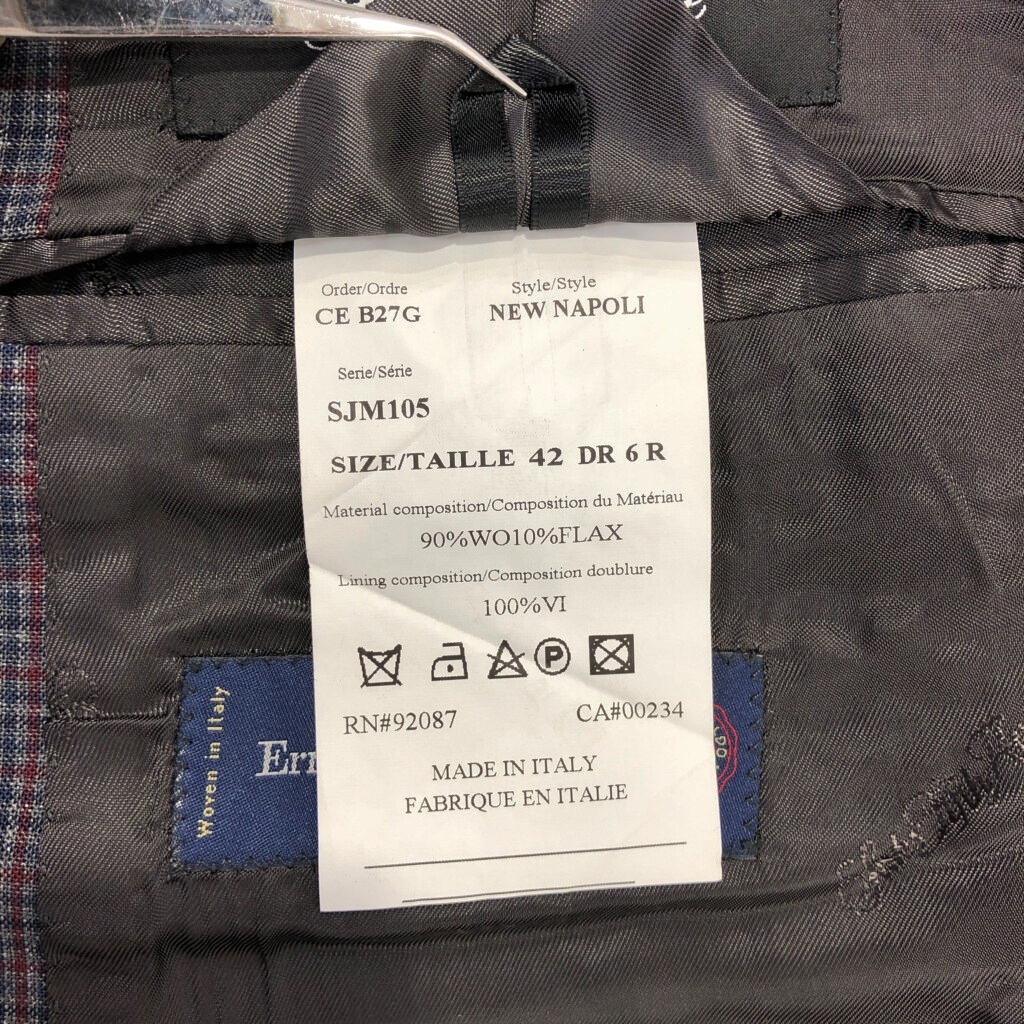 Order/Ordre Style/Style
CE B27G NEW NAPOLI
Serie/Série
SJM105
SIZE/TAILLE 42 DR 6 R
Material composition/Composition du Matériau
90%WO10%FLAX
Lining composition/Composition doublure
100%VI
P
RN#92087 CA#00234
MADE IN ITALY
FABRIQUE EN ITALIE
Woven in Italy